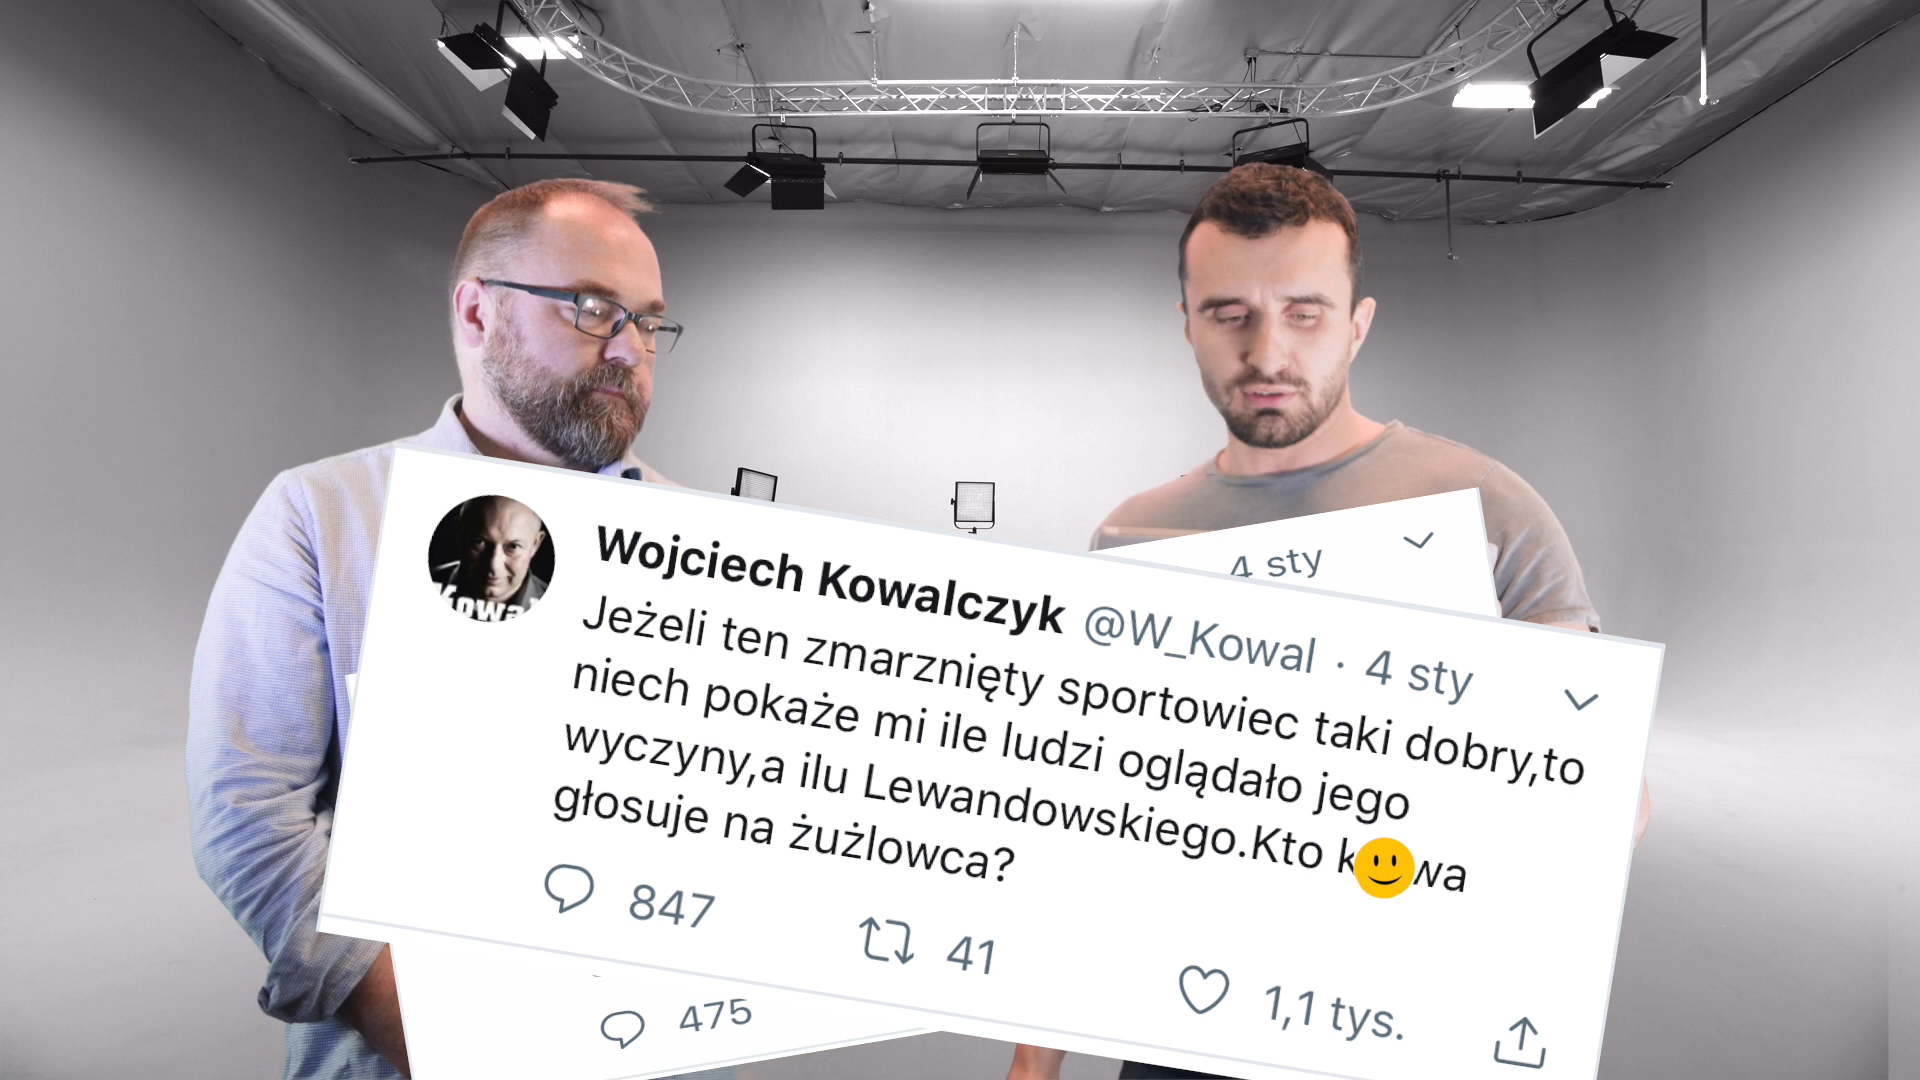 4 sty
Wojciech Kowalczyk @W_Kowal · 4 sty
Jeżeli ten zmarznięty sportowiec taki dobry,to
niech pokaże mi ile ludzi oglądało jego
wyczyny,a ilu Lewandowskiego.Kto k🙂wa
głosuje na żużlowca?
847 41 1,1 tys.
475